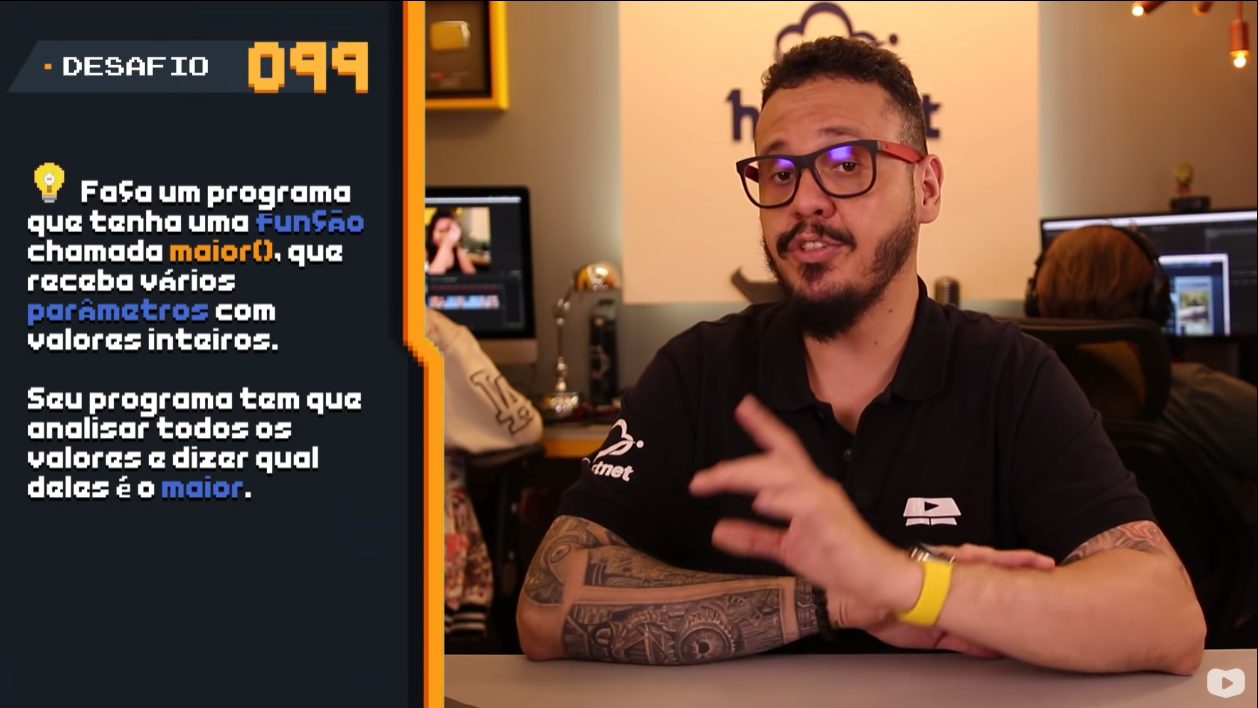 DESAFIO 099
Faça um programa
que tenha uma função
chamada maior(), que
receba vários
parâmetros com
valores inteiros.
Seu programa tem que
analisar todos os
valores e dizer qual
deles é o maior.